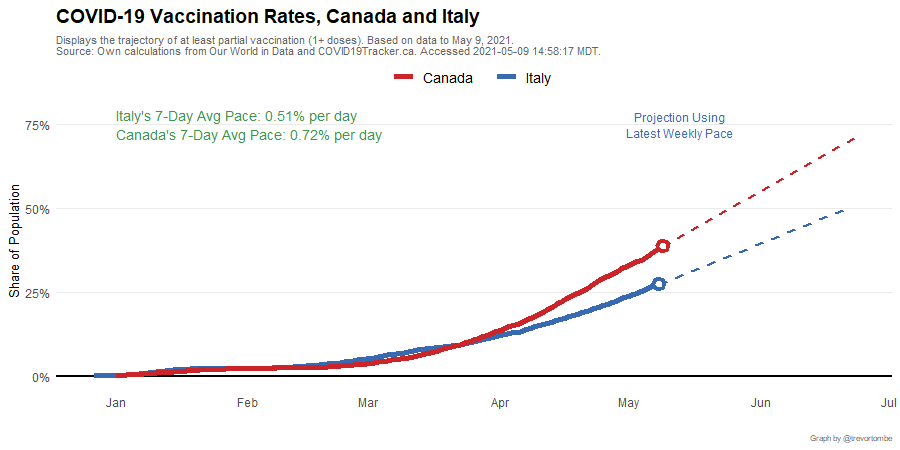 COVID-19 Vaccination Rates, Canada and Italy
Displays the trajectory of at least partial vaccination (1+ doses). Based on data to May 9, 2021.
Source: Own calculations from Our World in Data and COVID19Tracker.ca. Accessed 2021-05-09 14:58:17 MDT.
Canada Italy
Italy's 7-Day Avg Pace: 0.51% per day
Canada's 7-Day Avg Pace: 0.72% per day
Projection Using
Latest Weekly Pace
Share of Population
75%
50%
25%
0%
Jan Feb Mar Apr May Jun Jul
Graph by @trevortombe